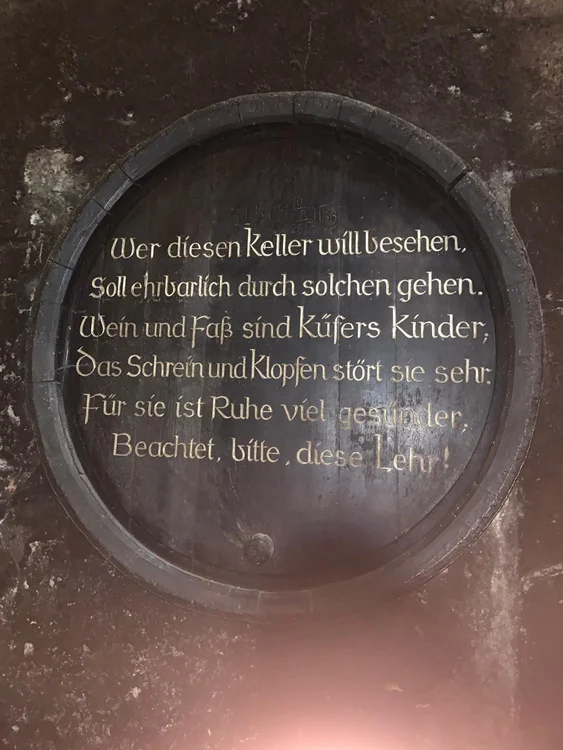 Wer diesen Keller will besehen,
Soll ehrbarlich durch solchen gehen.
Wein und Faß sind Küfers Kinder,
Das Schrein und Klopfen stört sie sehr.
Für sie ist Ruhe viel gesünder,
Beachtet, bitte, diese Lehr!